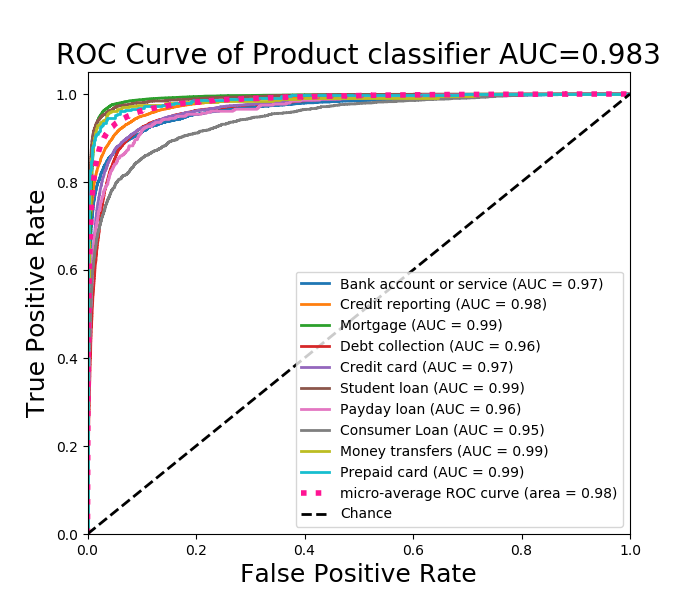 ROC Curve of Product classifier AUC=0.983
True Positive Rate
1.0
0.8
0.6
0.4
0.2
0.0
Bank account or service (AUC = 0.97)
Credit reporting (AUC = 0.98)
Mortgage (AUC = 0.99)
Debt collection (AUC = 0.96)
Credit card (AUC = 0.97)
Student loan (AUC = 0.99)
Payday loan (AUC = 0.96)
Consumer Loan (AUC = 0.95)
Money transfers (AUC = 0.99)
Prepaid card (AUC = 0.99)
micro-average ROC curve (area = 0.98)
Chance
0.0 0.2 0.4 0.6 0.8 1.0
False Positive Rate